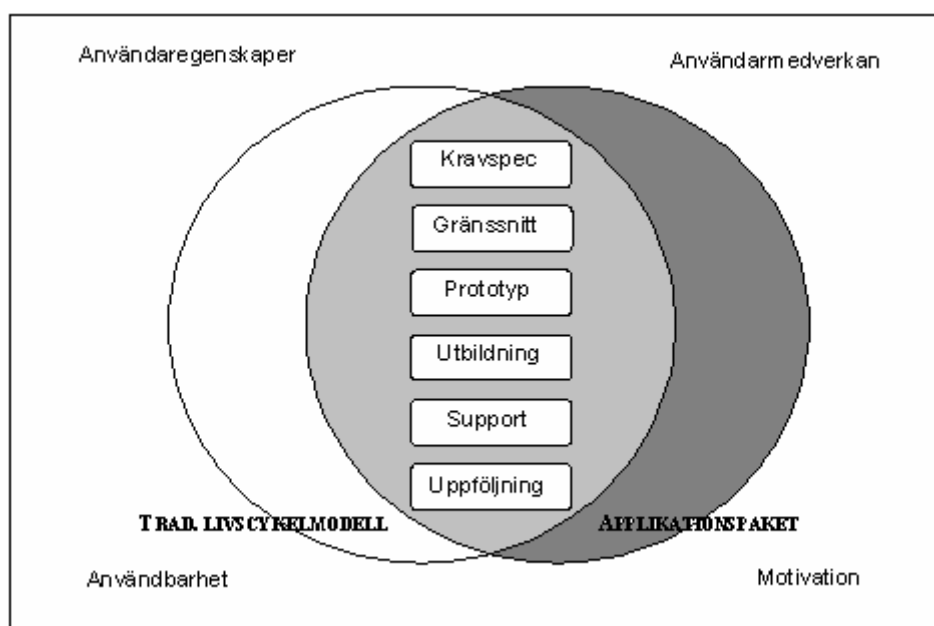 Användaregenskaper
Användarmedverkan
Kravspec
Gränssnitt
Prototyp
Utbildning
Support
Uppföljning
TRAD. LIVSCYKELMODELL
APPLIKATIONSPAKET
Användbarhet
Motivation